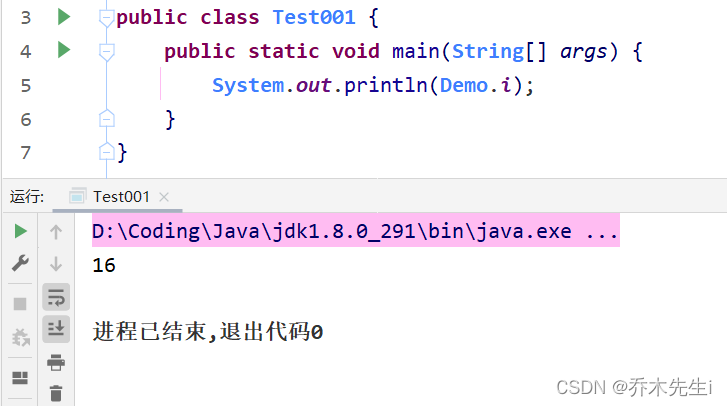 3 public class Test001 {
4 public static void main(String[] args) {
5 System.out.println(Demo.i);
6 }
7 }
运行: Test001
D:\Coding\Java\jdk1.8.0_291\bin\java.exe ...
16
进程已结束,退出代码0
CSDN @乔木先生i